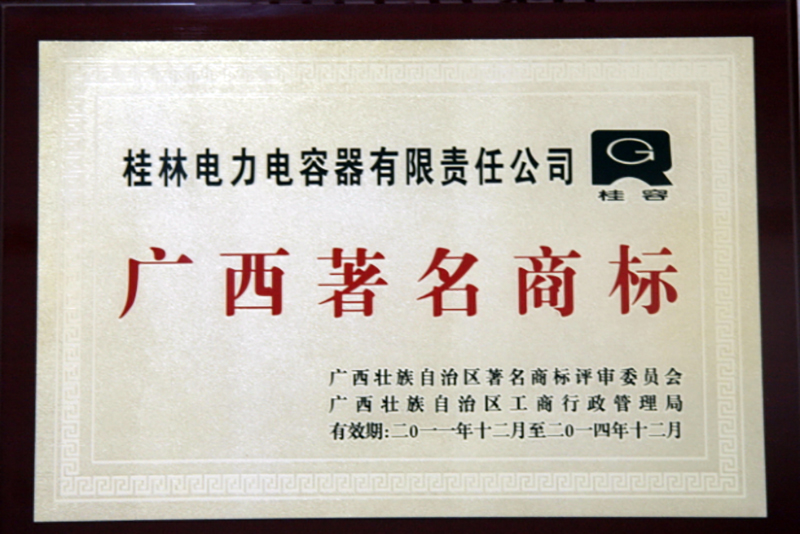 桂林电力电容器有限责任公司
G
桂容
广西著名商标
广西壮族自治区著名商标评审委员会
广西壮族自治区工商行政管理局
有效期:二〇一一年十二月至二〇一四年十二月